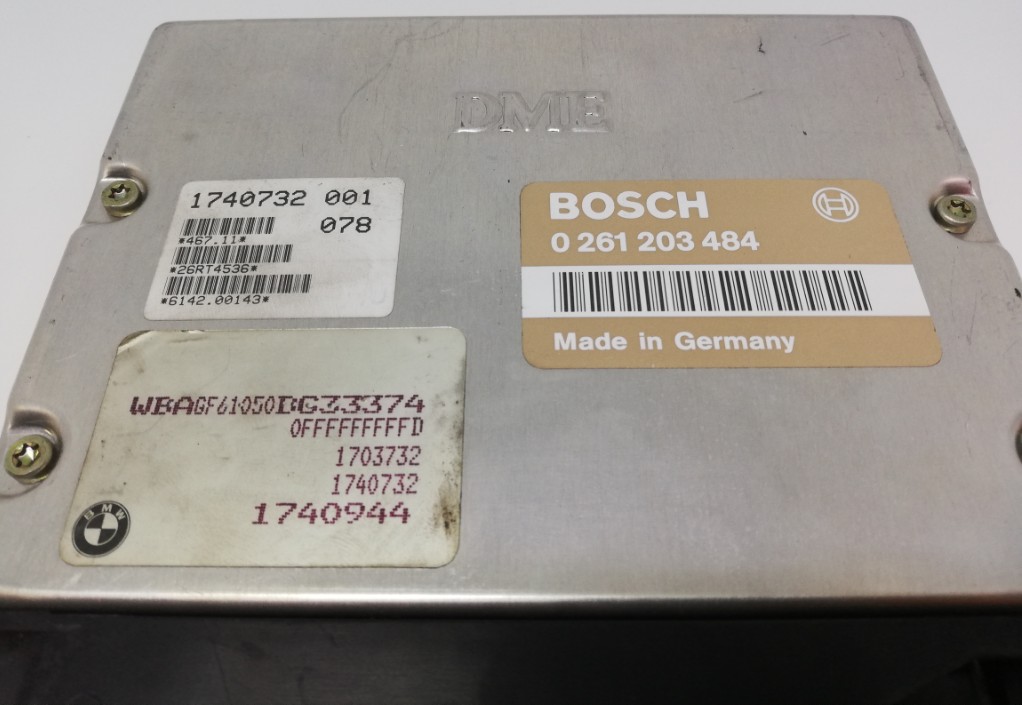 DME
1740732 001
078
*467.11*
*26RT4536*
*6142.00143*
BOSCH
0 261 203 484
Made in Germany
WBAGF61050DG33374
0FFFFFFFFFD
1703732
1740732
1740944
BMW